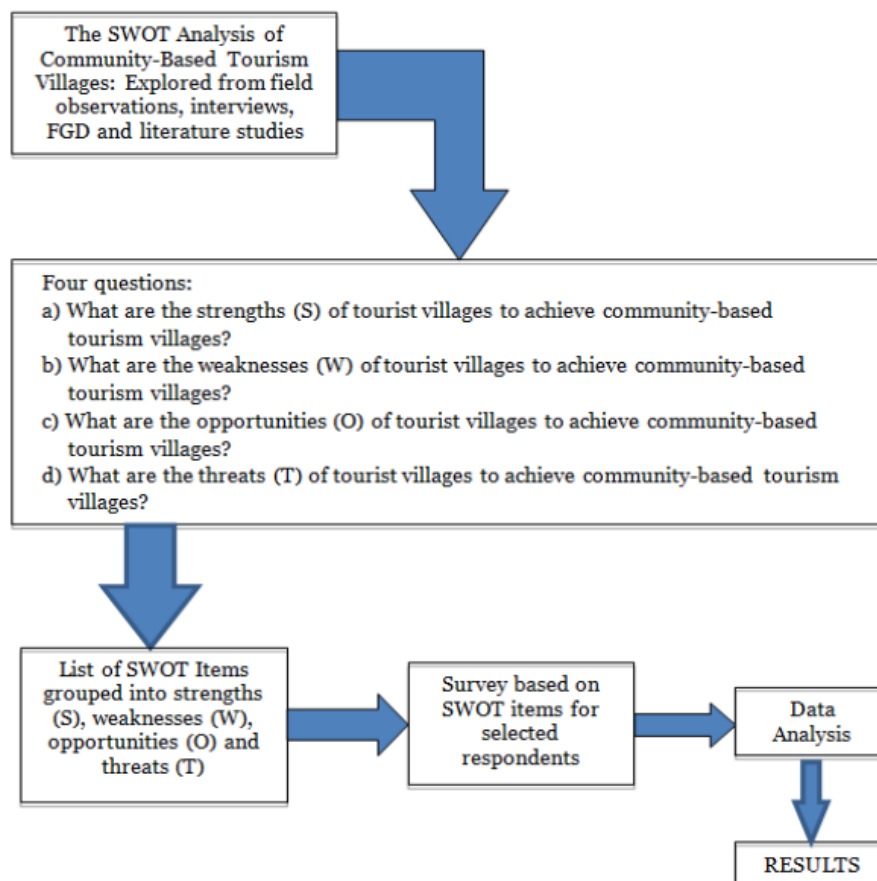 The SWOT Analysis of
Community-Based Tourism
Villages: Explored from field
observations, interviews,
FGD and literature studies
Four questions:
a) What are the strengths (S) of tourist villages to achieve community-based
tourism villages?
b) What are the weaknesses (W) of tourist villages to achieve community-based
tourism villages?
c) What are the opportunities (O) of tourist villages to achieve community-based
tourism villages?
d) What are the threats (T) of tourist villages to achieve community-based tourism
villages?
List of SWOT Items
grouped into strengths
(S), weaknesses (W),
opportunities (O) and
threats (T)
Survey based on
SWOT items for
selected
respondents
Data
Analysis
RESULTS